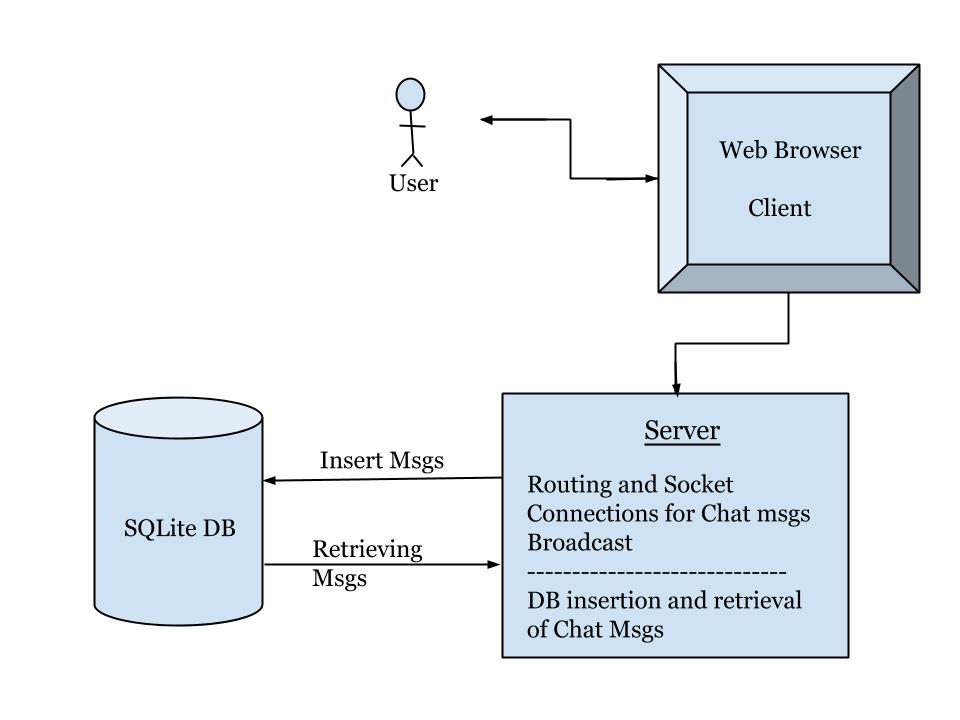 User
Web Browser
Client
Server
Routing and Socket
Connections for Chat msgs
Broadcast
----------------------------
DB insertion and retrieval
of Chat Msgs
Insert Msgs
Retrieving
Msgs
SQLite DB